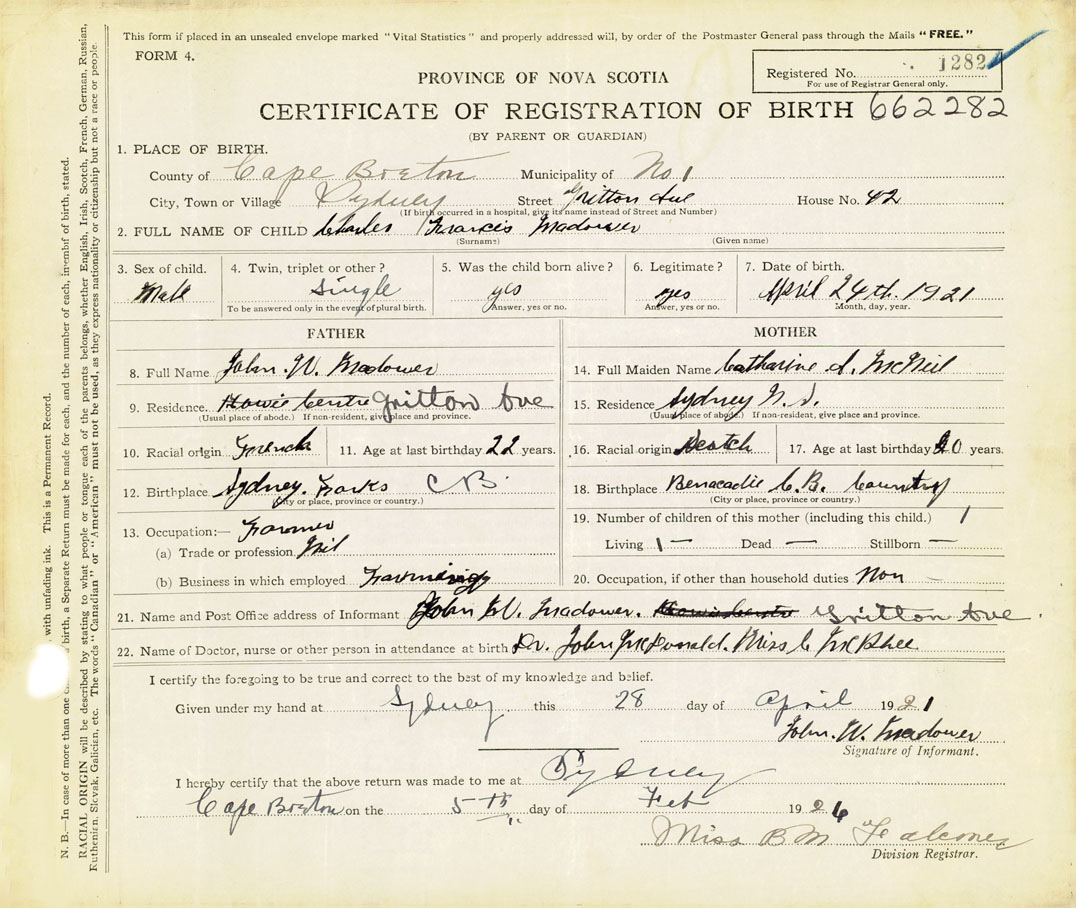 This form if placed in an unsealed envelope marked "Vital Statistics" and properly addressed will, by order of the Postmaster General pass through the Mails "FREE."
FORM 4.
Registered No. 1282
For use of Registrar General only.
PROVINCE OF NOVA SCOTIA
CERTIFICATE OF REGISTRATION OF BIRTH 662282
(BY PARENT OR GUARDIAN)
1. PLACE OF BIRTH.
County of Cape Breton Municipality of No 1
City, Town or Village Sydney Street Gritton Ave House No. 42
(If birth occurred in a hospital, give its name instead of Street and Number)
2. FULL NAME OF CHILD Charles Francis Meadower
(Surname) (Given name)
3. Sex of child. 4. Twin, triplet or other? 5. Was the child born alive? 6. Legitimate? 7. Date of birth.
Male Single yes yes April 24th. 1921
To be answered only in the event of plural birth. Answer, yes or no. Answer, yes or no. Month, day, year.
FATHER
8. Full Name John. W. Meadower
9. Residence Gritton Ave
(Usual place of abode.) If non-resident, give place and province.
10. Racial origin French 11. Age at last birthday 22 years.
12. Birthplace Sydney. Forks C B.
(City or place, province or country.)
13. Occupation:— Farmer
(a) Trade or profession Nil
(b) Business in which employed Farming
MOTHER
14. Full Maiden Name Catharine A. McNeil
15. Residence Sydney N. S.
(Usual place of abode.) If non-resident, give place and province.
16. Racial origin Scotch 17. Age at last birthday 20 years.
18. Birthplace Benacadie C.B. Country
(City or place, province or country.)
19. Number of children of this mother (including this child.) 1
Living 1 — Dead — Stillborn —
20. Occupation, if other than household duties Non —
21. Name and Post Office address of Informant John W. Meadower. Gritton Ave
22. Name of Doctor, nurse or other person in attendance at birth Dr. John McDonald. Miss C McPhee
I certify the foregoing to be true and correct to the best of my knowledge and belief.
Given under my hand at Sydney this 28 day of April 1921
John. W. Meadower
Signature of Informant.
I hereby certify that the above return was made to me at Sydney
Cape Breton on the 5th day of Feb 1926
Miss B M Falconer
Division Registrar.
N. B.—In case of more than one birth, a Separate Return must be made for each, and the number of each, in of birth, stated.
with unfading ink. This is a Permanent Record.
RACIAL ORIGIN will be described by stating to what people or tongue each of the parents belongs, whether English, Irish, Scotch, French, German, Russian,
Ruthenian, Slovak, Galician, etc. The words "Canadian" or "American" must not be used, as they express nationality or citizenship but not a race or people.